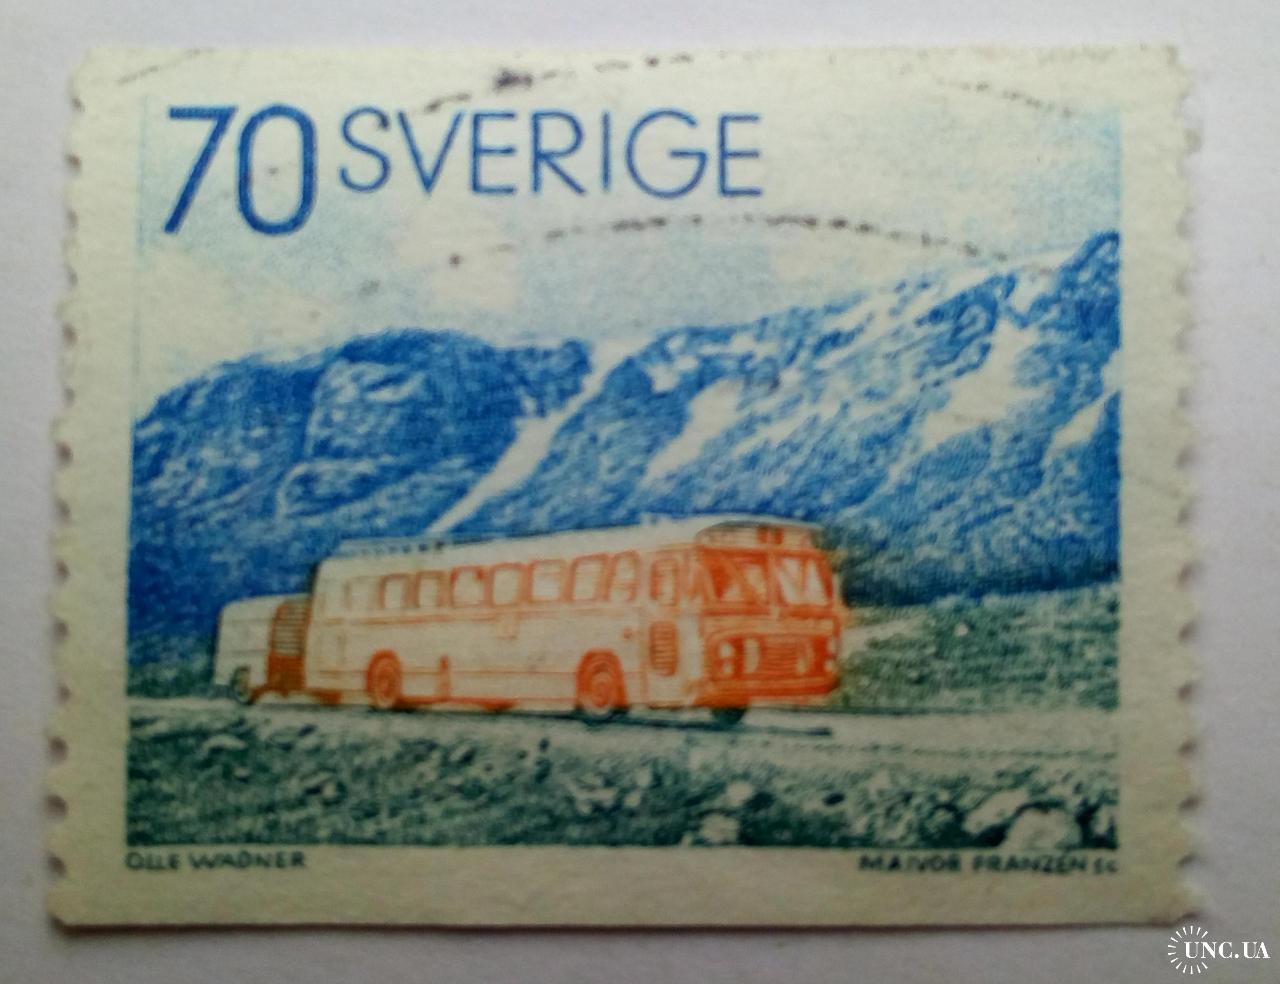 70 SVERIGE
OLLE WADNER
MAJVOR FRANZÉN sc
UNC.UA